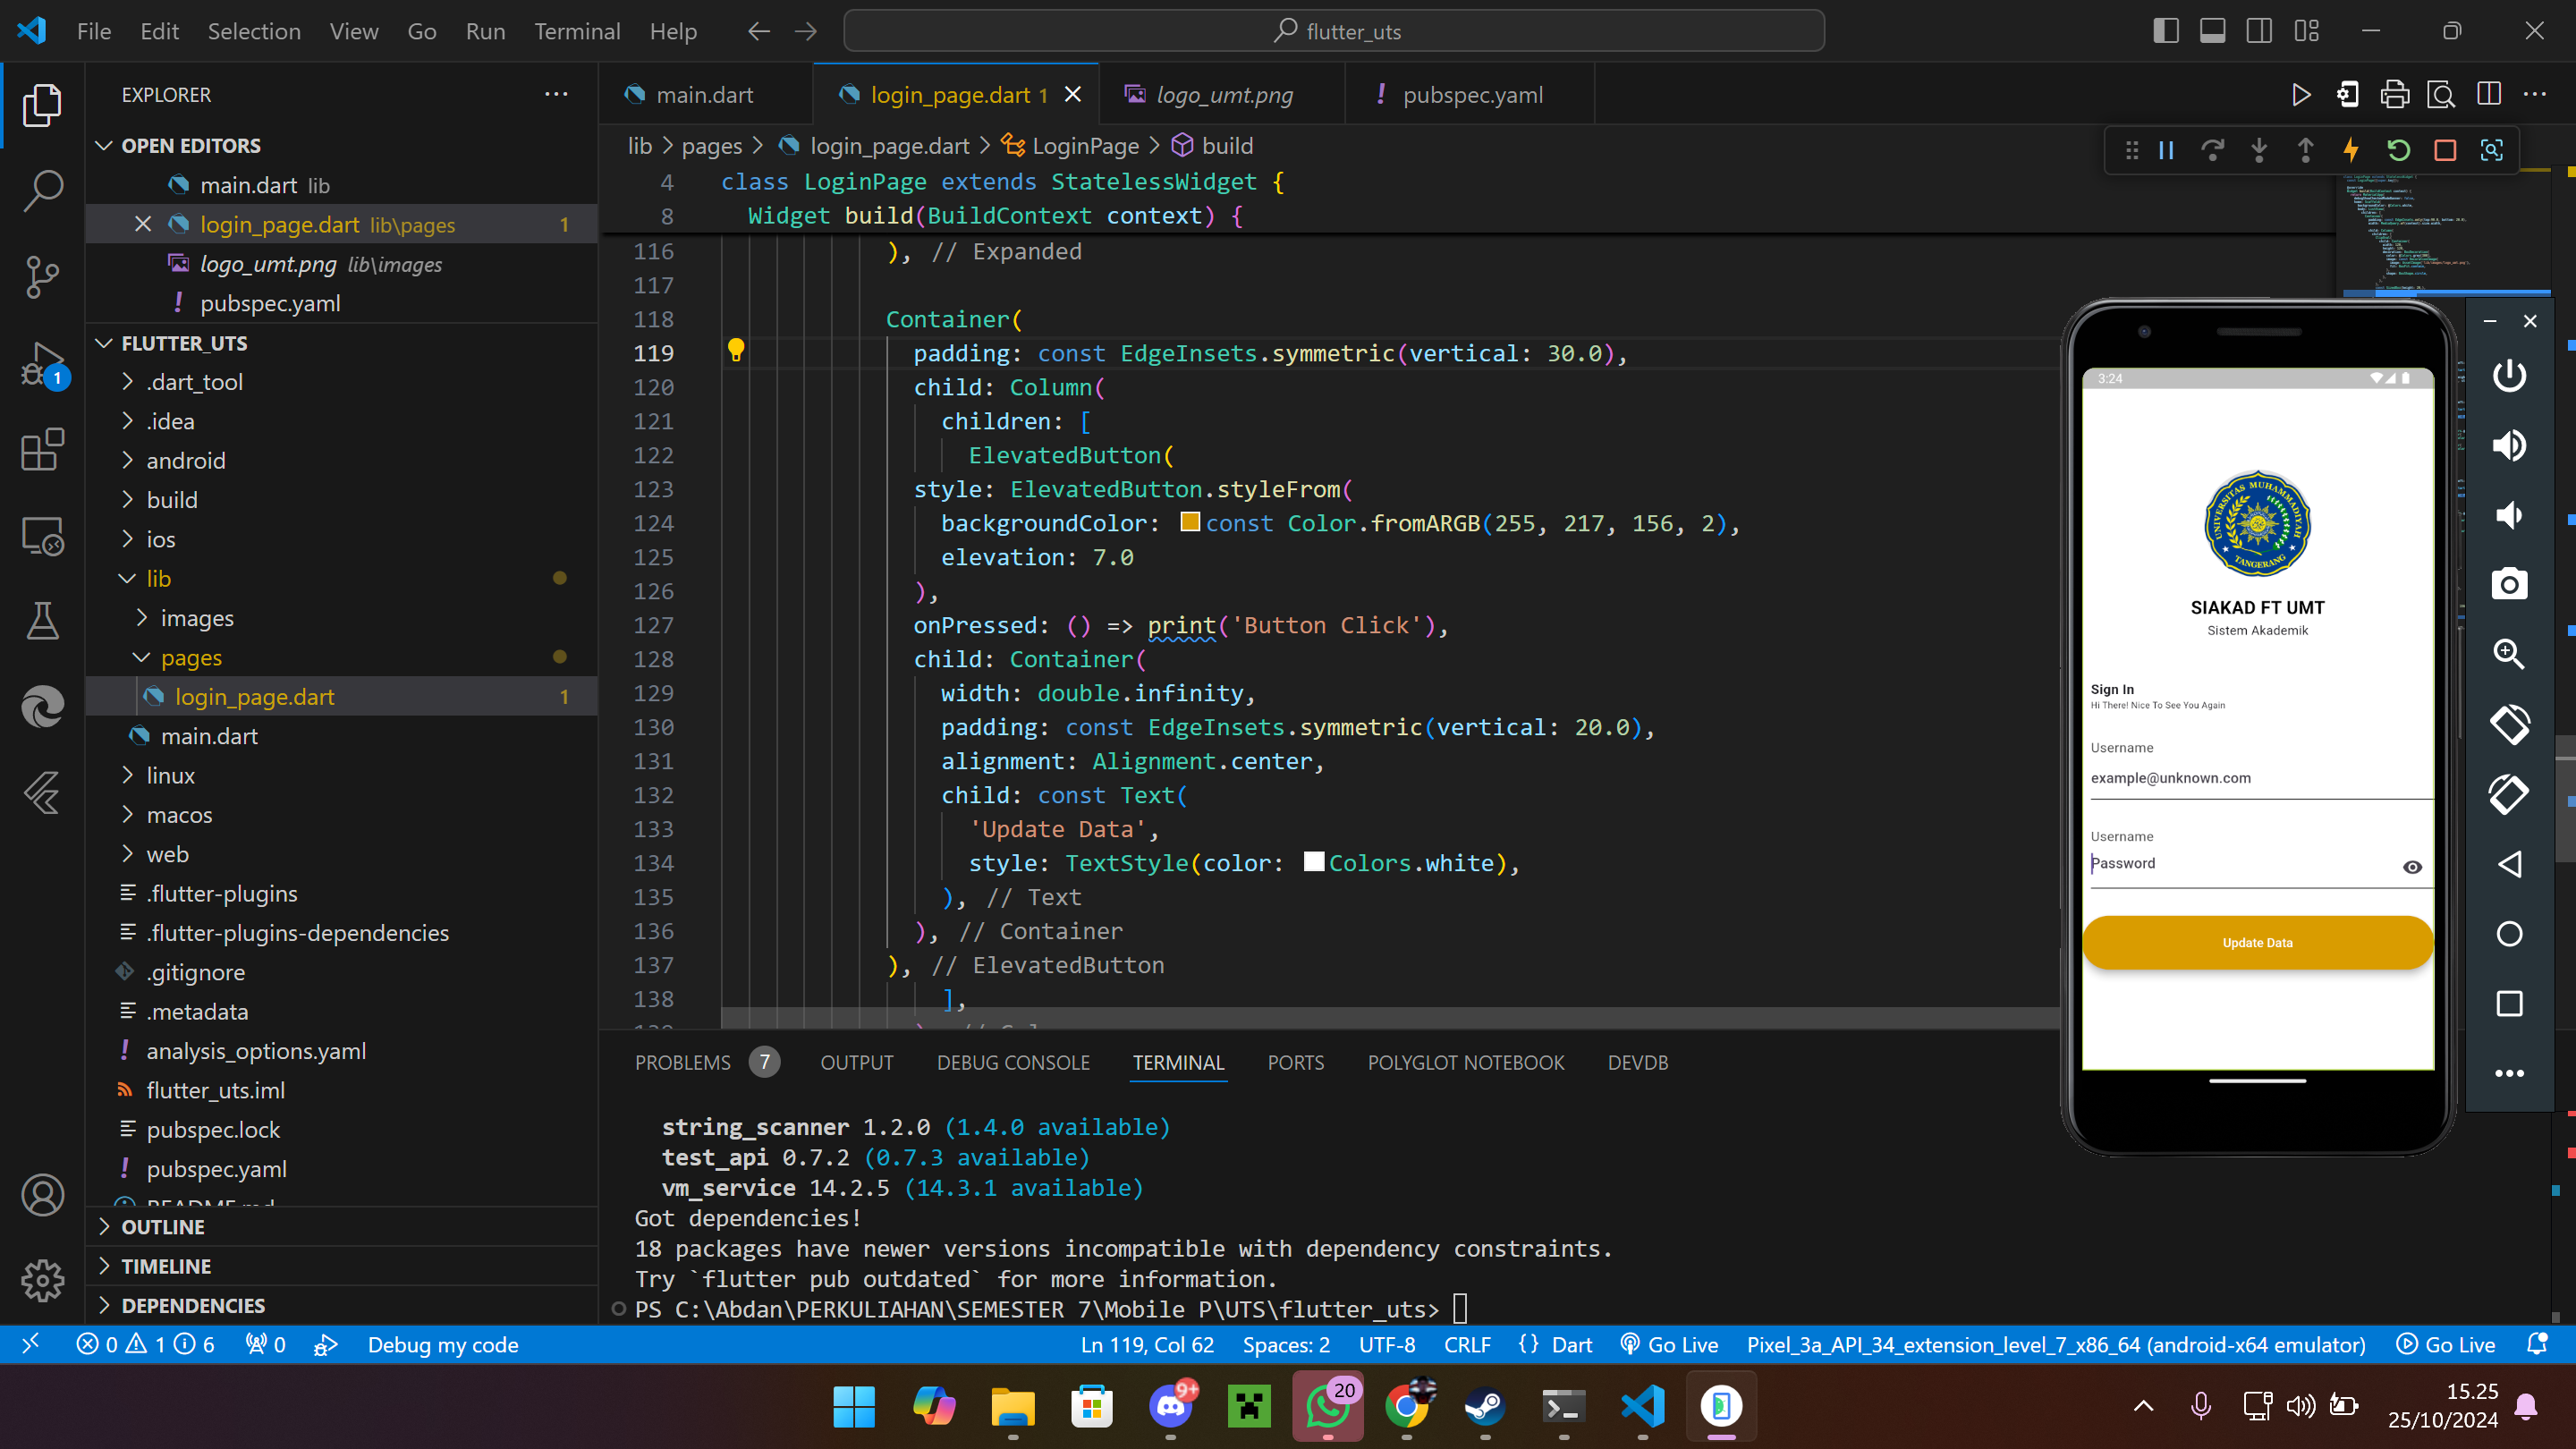 File Edit Selection View Go Run Terminal Help
flutter_uts
EXPLORER
OPEN EDITORS
main.dart lib
login_page.dart lib\pages 1
logo_umt.png lib\images
pubspec.yaml
FLUTTER_UTS
.dart_tool
.idea
android
build
ios
lib
images
pages
login_page.dart 1
main.dart
linux
macos
web
.flutter-plugins
.flutter-plugins-dependencies
.gitignore
.metadata
analysis_options.yaml
flutter_uts.iml
pubspec.lock
pubspec.yaml
README.md
OUTLINE
TIMELINE
DEPENDENCIES
1
main.dart
login_page.dart 1
logo_umt.png
pubspec.yaml
lib > pages > login_page.dart > LoginPage > build
4 class LoginPage extends StatelessWidget {
8 Widget build(BuildContext context) {
116 ), // Expanded
117
118 Container(
119 padding: const EdgeInsets.symmetric(vertical: 30.0),
120 child: Column(
121 children: [
122 ElevatedButton(
123 style: ElevatedButton.styleFrom(
124 backgroundColor: const Color.fromARGB(255, 217, 156, 2),
125 elevation: 7.0
126 ),
127 onPressed: () => print('Button Click'),
128 child: Container(
129 width: double.infinity,
130 padding: const EdgeInsets.symmetric(vertical: 20.0),
131 alignment: Alignment.center,
132 child: const Text(
133 'Update Data',
134 style: TextStyle(color: Colors.white),
135 ), // Text
136 ), // Container
137 ), // ElevatedButton
138 ],
PROBLEMS 7 OUTPUT DEBUG CONSOLE TERMINAL PORTS POLYGLOT NOTEBOOK DEVDB
string_scanner 1.2.0 (1.4.0 available)
test_api 0.7.2 (0.7.3 available)
vm_service 14.2.5 (14.3.1 available)
Got dependencies!
18 packages have newer versions incompatible with dependency constraints.
Try `flutter pub outdated` for more information.
PS C:\Abdan\PERKULIAHAN\SEMESTER 7\Mobile P\UTS\flutter_uts>
3:24
UNIVERSITAS MUHAMMADIYAH
TANGERANG
SIAKAD FT UMT
Sistem Akademik
Sign In
Hi There! Nice To See You Again
Username
example@unknown.com
Username
Password
Update Data
0 1 6 0 Debug my code Ln 119, Col 62 Spaces: 2 UTF-8 CRLF {} Dart Go Live Pixel_3a_API_34_extension_level_7_x86_64 (android-x64 emulator) Go Live
9+
20
15.25
25/10/2024